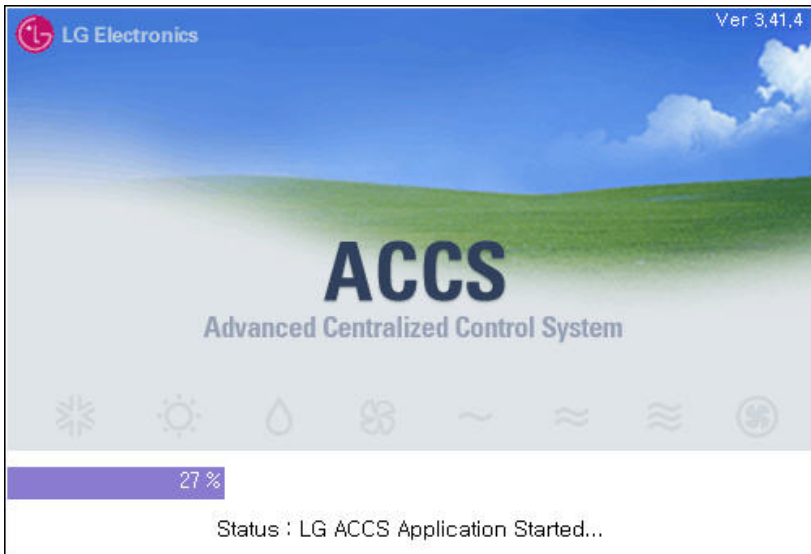 LG Electronics
Ver 3,41,4
ACCS
Advanced Centralized Control System
27 %
Status : LG ACCS Application Started...